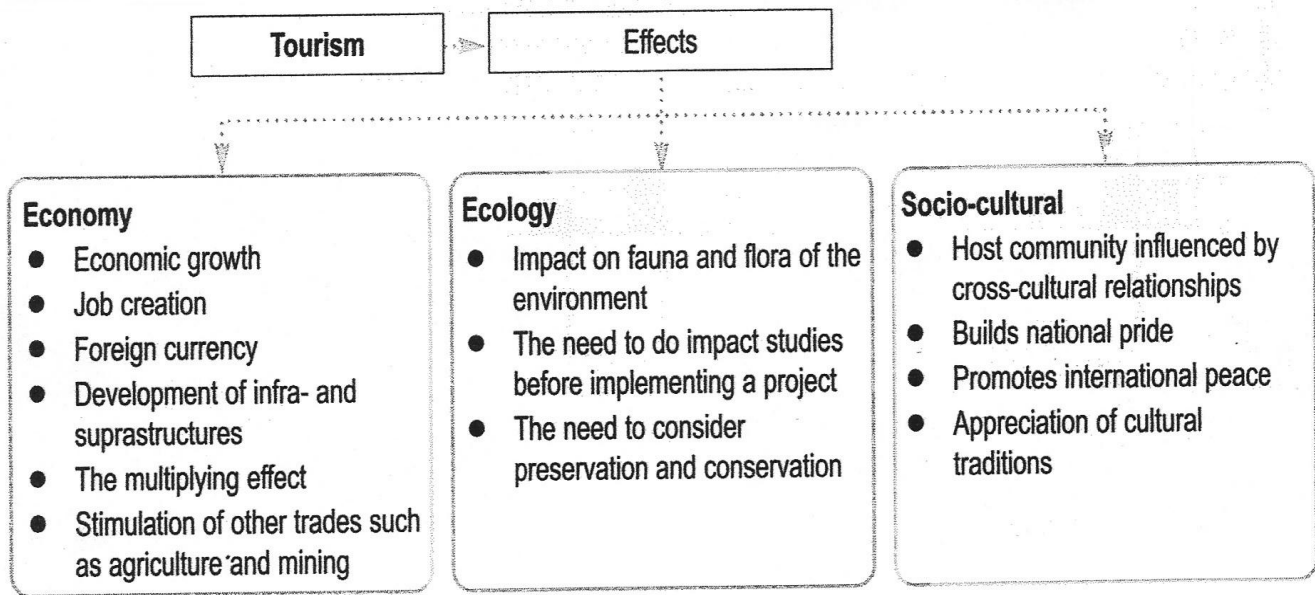 Tourism
Effects
Economy
● Economic growth
● Job creation
● Foreign currency
● Development of infra- and
suprastructures
● The multiplying effect
● Stimulation of other trades such
as agriculture and mining
Ecology
● Impact on fauna and flora of the
environment
● The need to do impact studies
before implementing a project
● The need to consider
preservation and conservation
Socio-cultural
● Host community influenced by
cross-cultural relationships
● Builds national pride
● Promotes international peace
● Appreciation of cultural
traditions